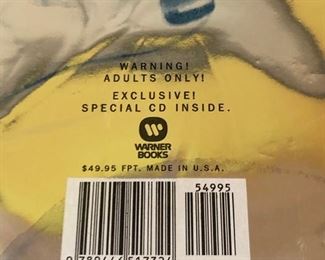 WARNING!
ADULTS ONLY!
EXCLUSIVE!
SPECIAL CD INSIDE.
WARNER
BOOKS
$49.95 FPT. MADE IN U.S.A.
54995